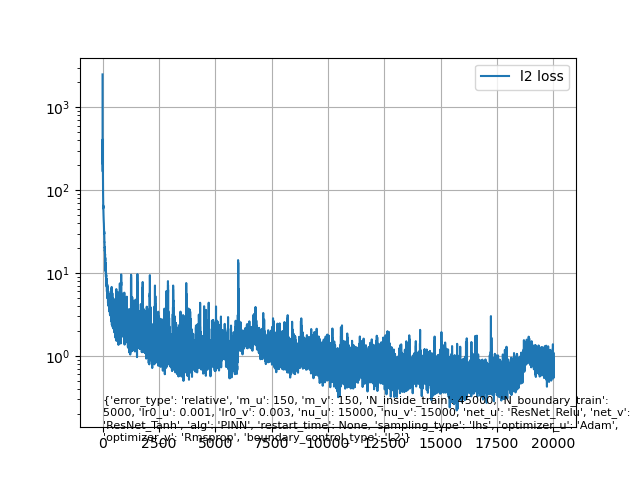 l2 loss
10³
10²
10¹
10⁰
{'error_type': 'relative', 'm_u': 150, 'm_v': 150, 'N_inside_train': 45000, 'N_boundary_train':
5000, 'lr0_u': 0.001, 'lr0_v': 0.003, 'nu_u': 15000, 'nu_v': 15000, 'net_u': 'ResNet_Relu', 'net_v':
'ResNet_Tanh', 'alg': 'PINN', 'restart_time': None, 'sampling_type': 'lhs', 'optimizer_u': 'Adam',
'optimizer_v': 'Rmsprop', 'boundary_control_type': 'L2'}
0 2500 5000 7500 10000 12500 15000 17500 20000